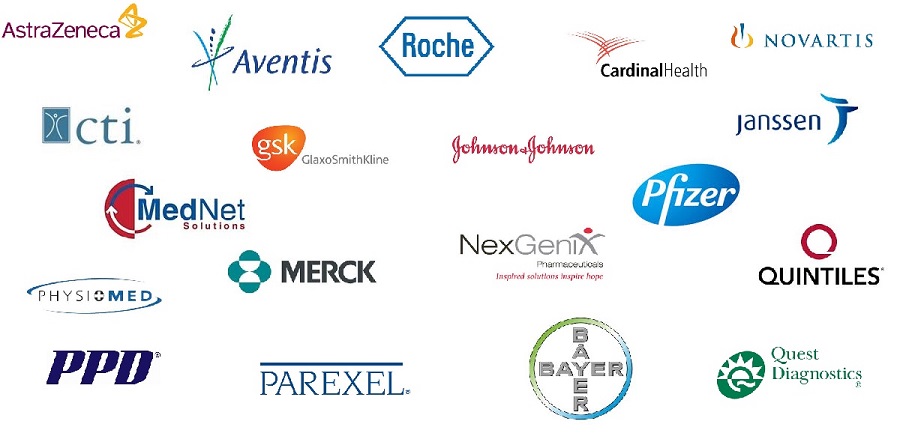 AstraZeneca
Aventis
Roche
CardinalHealth
NOVARTIS
cti®
gsk
GlaxoSmithKline
Johnson & Johnson
janssen
MedNet
Solutions
Pfizer
MERCK
NexGenix
Pharmaceuticals
Inspired solutions inspire hope.
QUINTILES®
PHYSIOMED
PPD®
PAREXEL®
BAYER
BAYER
Quest
Diagnostics®